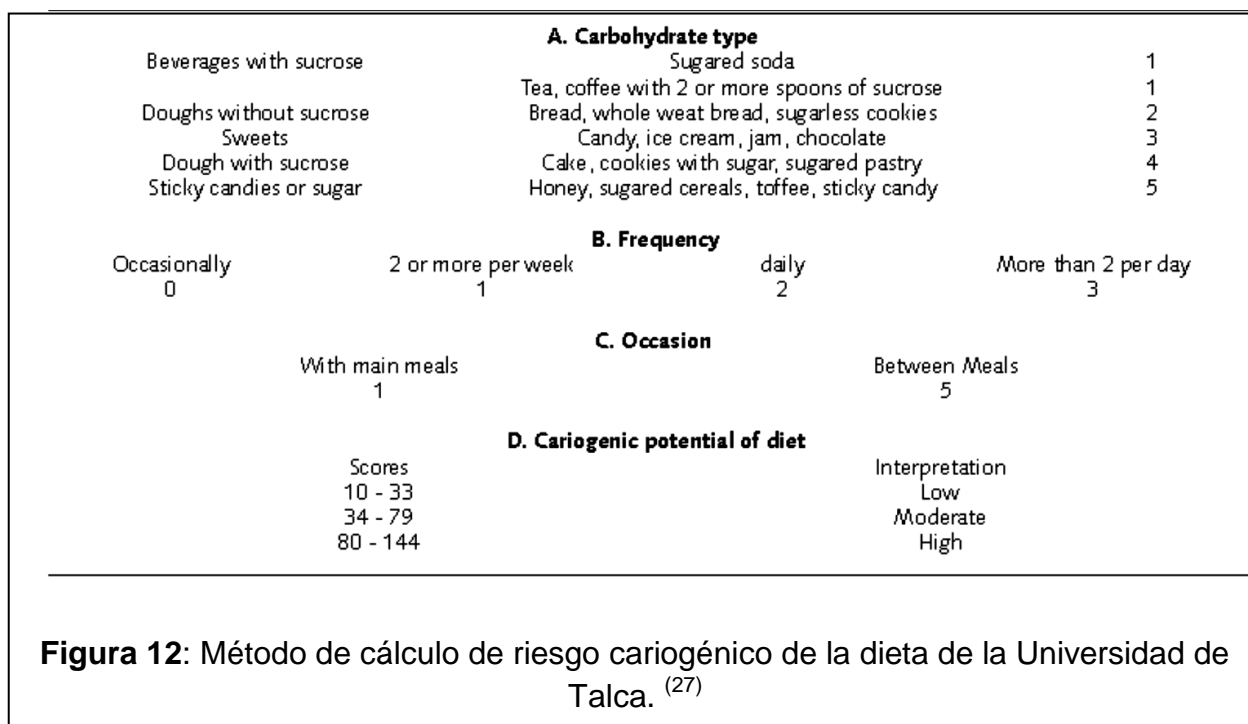 A. Carbohydrate type
Beverages with sucrose Sugared soda 1
Tea, coffee with 2 or more spoons of sucrose 1
Doughs without sucrose Bread, whole weat bread, sugarless cookies 2
Sweets Candy, ice cream, jam, chocolate 3
Dough with sucrose Cake, cookies with sugar, sugared pastry 4
Sticky candies or sugar Honey, sugared cereals, toffee, sticky candy 5
B. Frequency
Occasionally 2 or more per week daily More than 2 per day
0 1 2 3
C. Occasion
With main meals Between Meals
1 5
D. Cariogenic potential of diet
Scores Interpretation
10 - 33 Low
34 - 79 Moderate
80 - 144 High
Figura 12: Método de cálculo de riesgo cariogénico de la dieta de la Universidad de
Talca. (27)